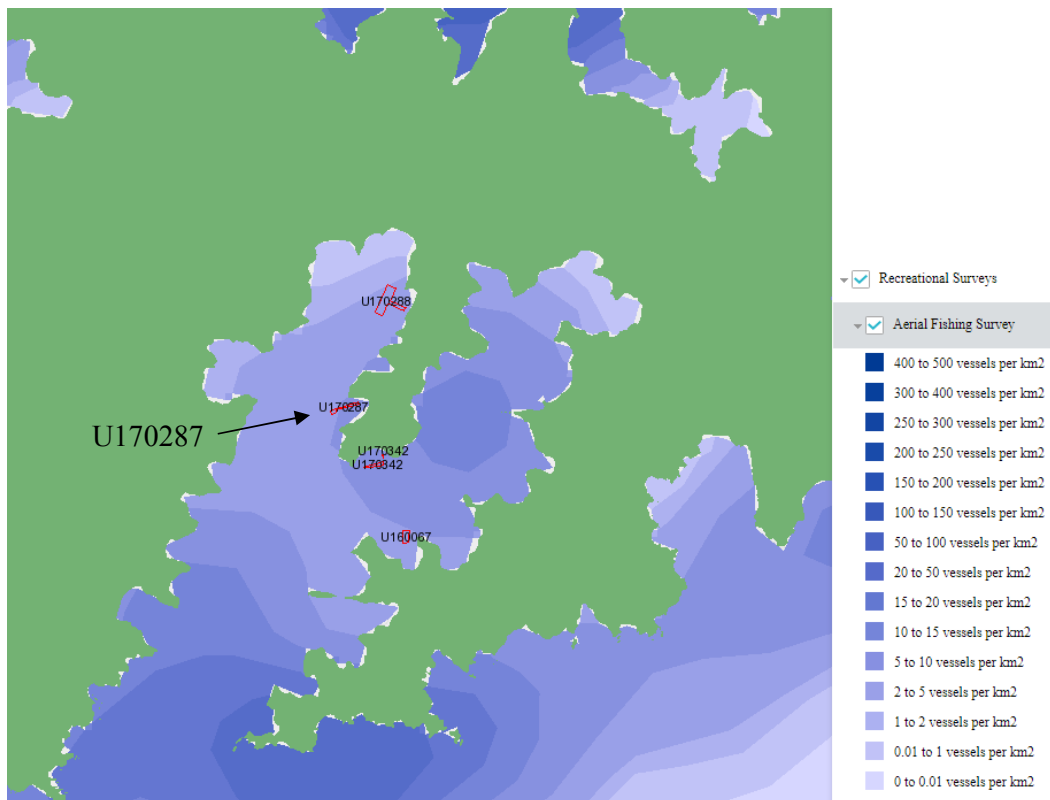 U170288
U170287
U170287
U170342
U170342
U160067
Recreational Surveys
Aerial Fishing Survey
400 to 500 vessels per km2
300 to 400 vessels per km2
250 to 300 vessels per km2
200 to 250 vessels per km2
150 to 200 vessels per km2
100 to 150 vessels per km2
50 to 100 vessels per km2
20 to 50 vessels per km2
15 to 20 vessels per km2
10 to 15 vessels per km2
5 to 10 vessels per km2
2 to 5 vessels per km2
1 to 2 vessels per km2
0.01 to 1 vessels per km2
0 to 0.01 vessels per km2